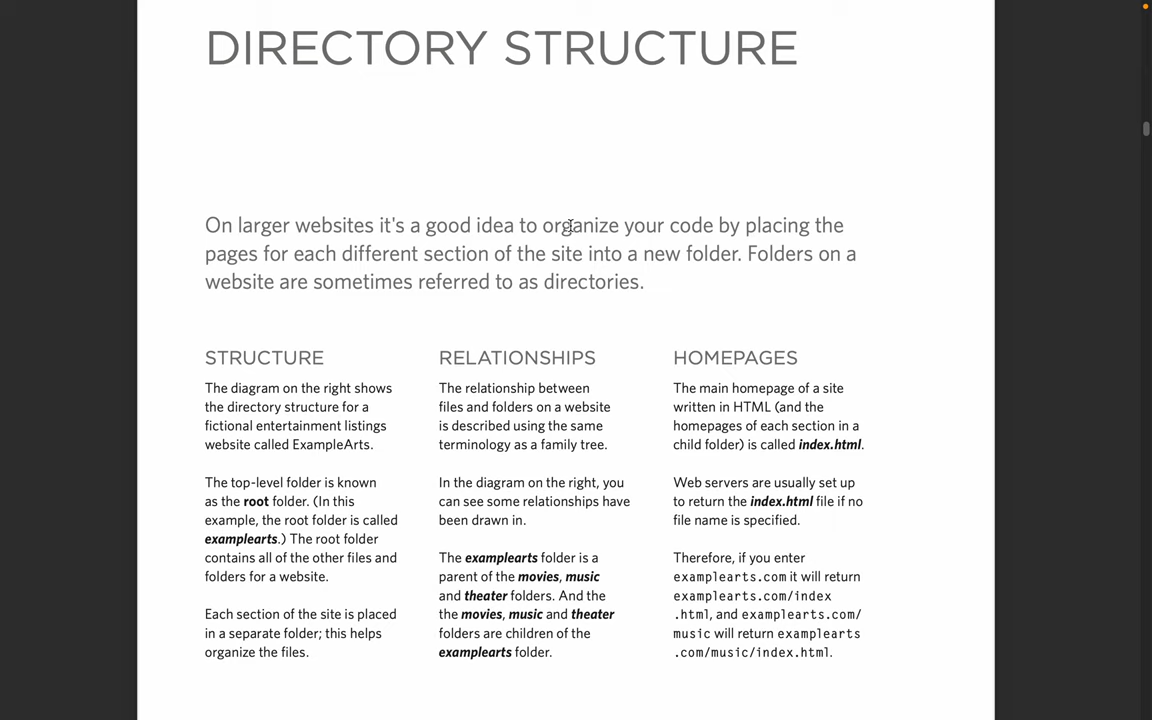 DIRECTORY STRUCTURE
On larger websites it's a good idea to organize your code by placing the
pages for each different section of the site into a new folder. Folders on a
website are sometimes referred to as directories.
STRUCTURE
The diagram on the right shows
the directory structure for a
fictional entertainment listings
website called ExampleArts.
The top-level folder is known
as the root folder. (In this
example, the root folder is called
examplearts.) The root folder
contains all of the other files and
folders for a website.
Each section of the site is placed
in a separate folder; this helps
organize the files.
RELATIONSHIPS
The relationship between
files and folders on a website
is described using the same
terminology as a family tree.
In the diagram on the right, you
can see some relationships have
been drawn in.
The examplearts folder is a
parent of the movies, music
and theater folders. And the
the movies, music and theater
folders are children of the
examplearts folder.
HOMEPAGES
The main homepage of a site
written in HTML (and the
homepages of each section in a
child folder) is called index.html.
Web servers are usually set up
to return the index.html file if no
file name is specified.
Therefore, if you enter
examplearts.com it will return
examplearts.com/index
.html, and examplearts.com/
music will return examplearts
.com/music/index.html.